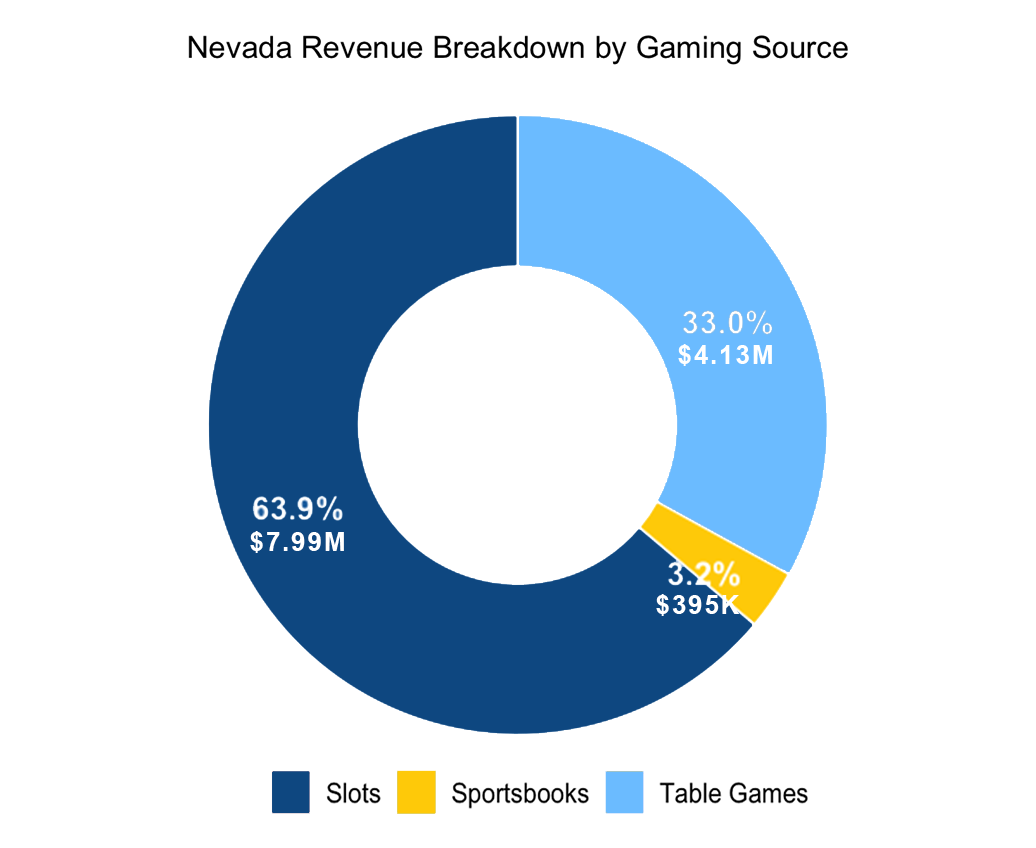 Nevada Revenue Breakdown by Gaming Source
33.0%
$4.13M
63.9%
$7.99M
3.2%
$395K
Slots
Sportsbooks
Table Games